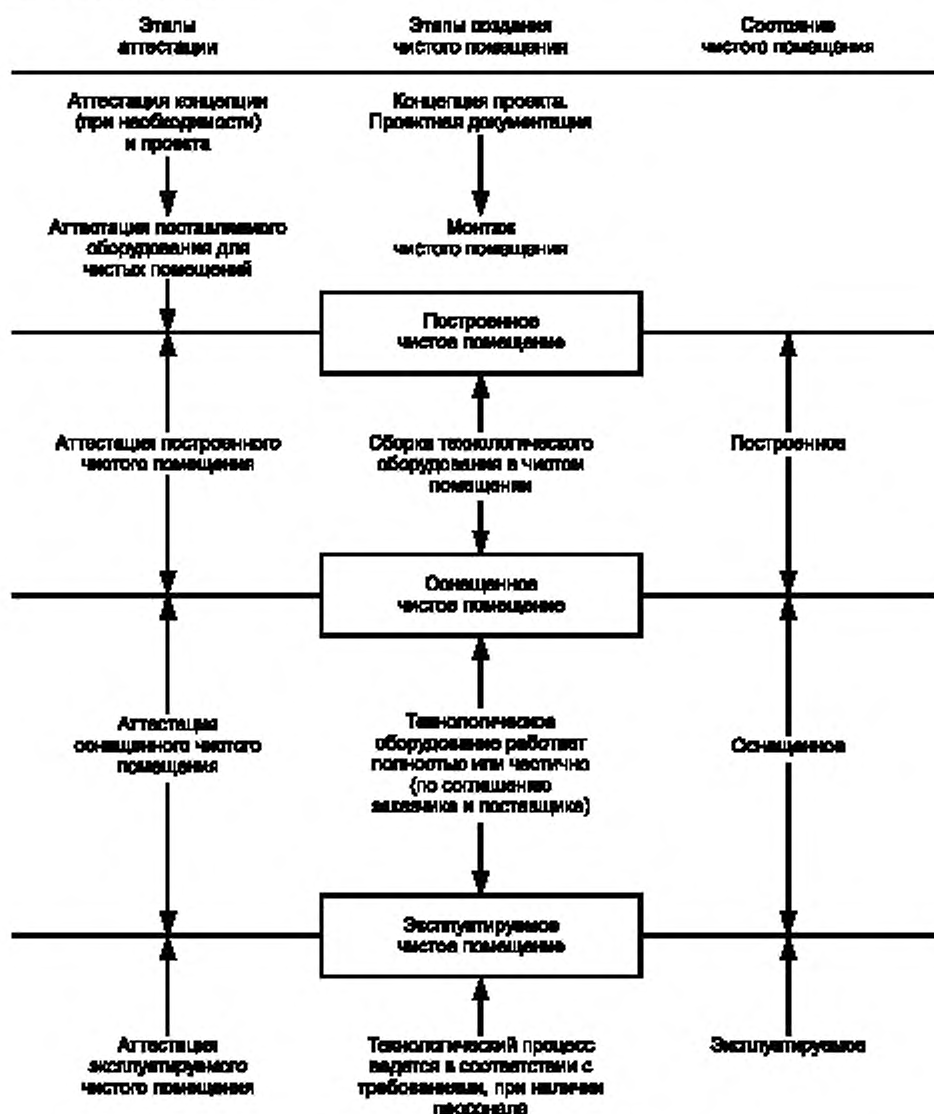 Этапы
аттестации
Этапы создания
чистого помещения
Состояние
чистого помещения
Аттестация концепции
(при необходимости)
и проекта
Концепция проекта.
Проектная документация
Аттестация поставляемого
оборудования для
чистых помещений
Монтаж
чистого помещения
Построенное
чистое помещение
Аттестация построенного
чистого помещения
Сборка технологического
оборудования в чистом
помещении
Построенное
Оснащенное
чистое помещение
Аттестация
оснащенного чистого
помещения
Технологическое
оборудование работает
полностью или частично
(по соглашению
заказчика и поставщика)
Оснащенное
Эксплуатируемое
чистое помещение
Аттестация
эксплуатируемого
чистого помещения
Технологический процесс
ведется в соответствии с
требованиями, при наличии
персонала
Эксплуатируемое